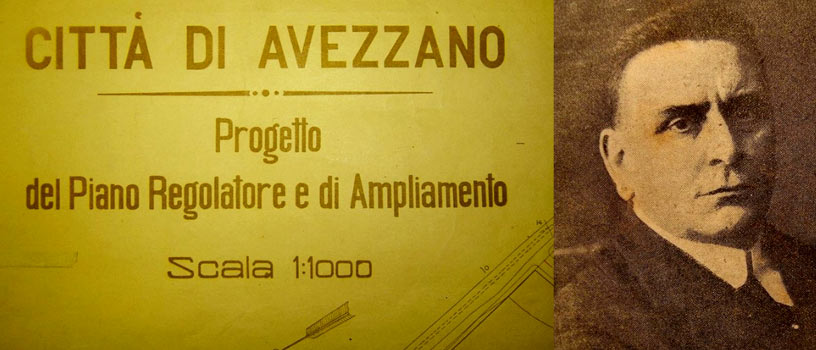 CITTÀ DI AVEZZANO
Progetto
del Piano Regolatore e di Ampliamento
Scala 1:1000